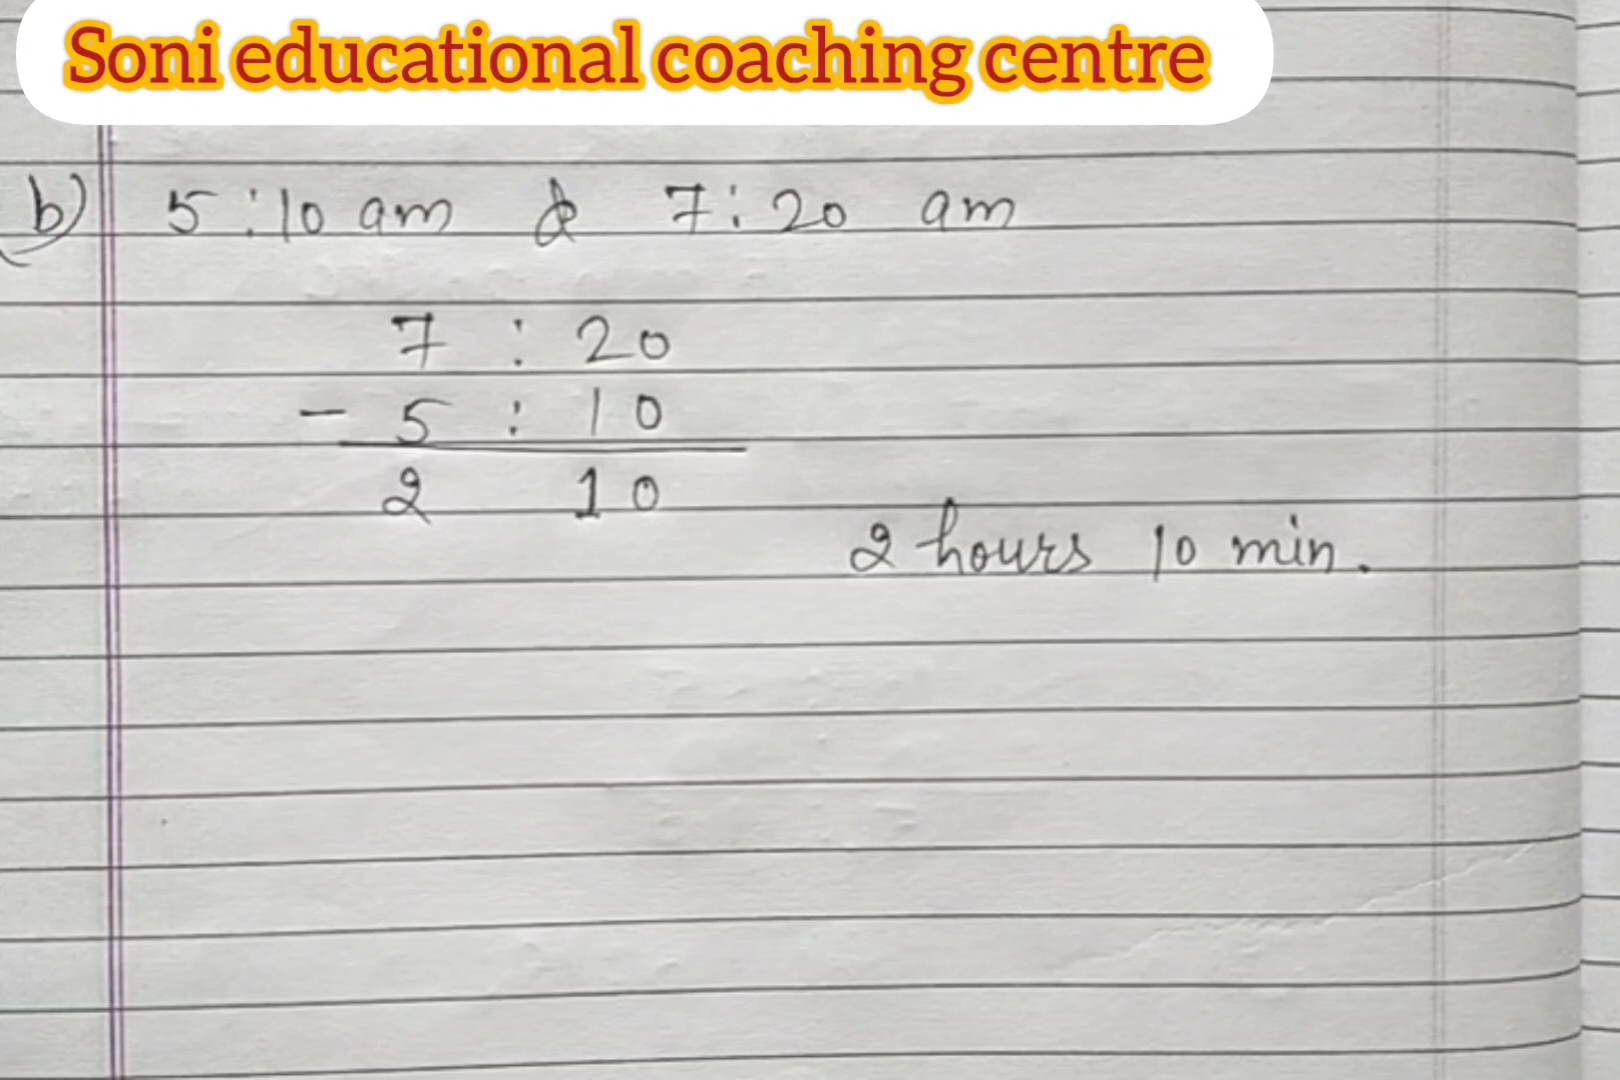 Soni educational coaching centre
b) 5:10 am & 7:20 am
7 : 20
- 5 : 10
2 10
2 hours 10 min.